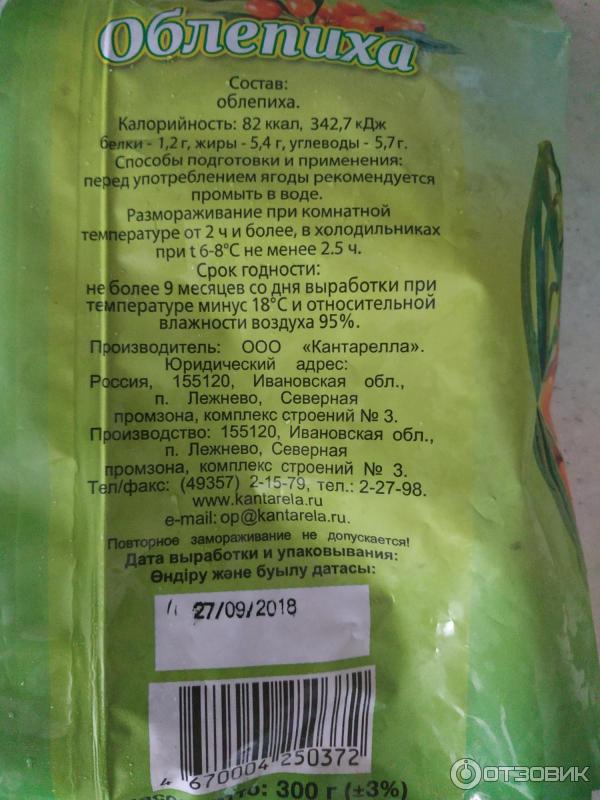 Облепиха
Состав:
облепиха.
Калорийность: 82 ккал, 342,7 кДж
белки - 1,2 г, жиры - 5,4 г, углеводы - 5,7 г.
Способы подготовки и применения:
перед употреблением ягоды рекомендуется
промыть в воде.
Размораживание при комнатной
температуре от 2 ч и более, в холодильниках
при t 6-8°С не менее 2.5 ч.
Срок годности:
не более 9 месяцев со дня выработки при
температуре минус 18°С и относительной
влажности воздуха 95%.
Производитель: ООО «Кантарелла».
Юридический адрес:
Россия, 155120, Ивановская обл.,
п. Лежнево, Северная
промзона, комплекс строений № 3.
Производство: 155120, Ивановская обл.,
п. Лежнево, Северная
промзона, комплекс строений № 3.
Тел/факс: (49357) 2-15-79, тел.: 2-27-98.
www.kantarela.ru
e-mail: op@kantarela.ru.
Повторное замораживание не допускается!
Дата выработки и упаковывания:
Өндіру және буылу датасы:
27/09/2018
4 670004 250372
300 г (±3%)
ОТЗОВИК